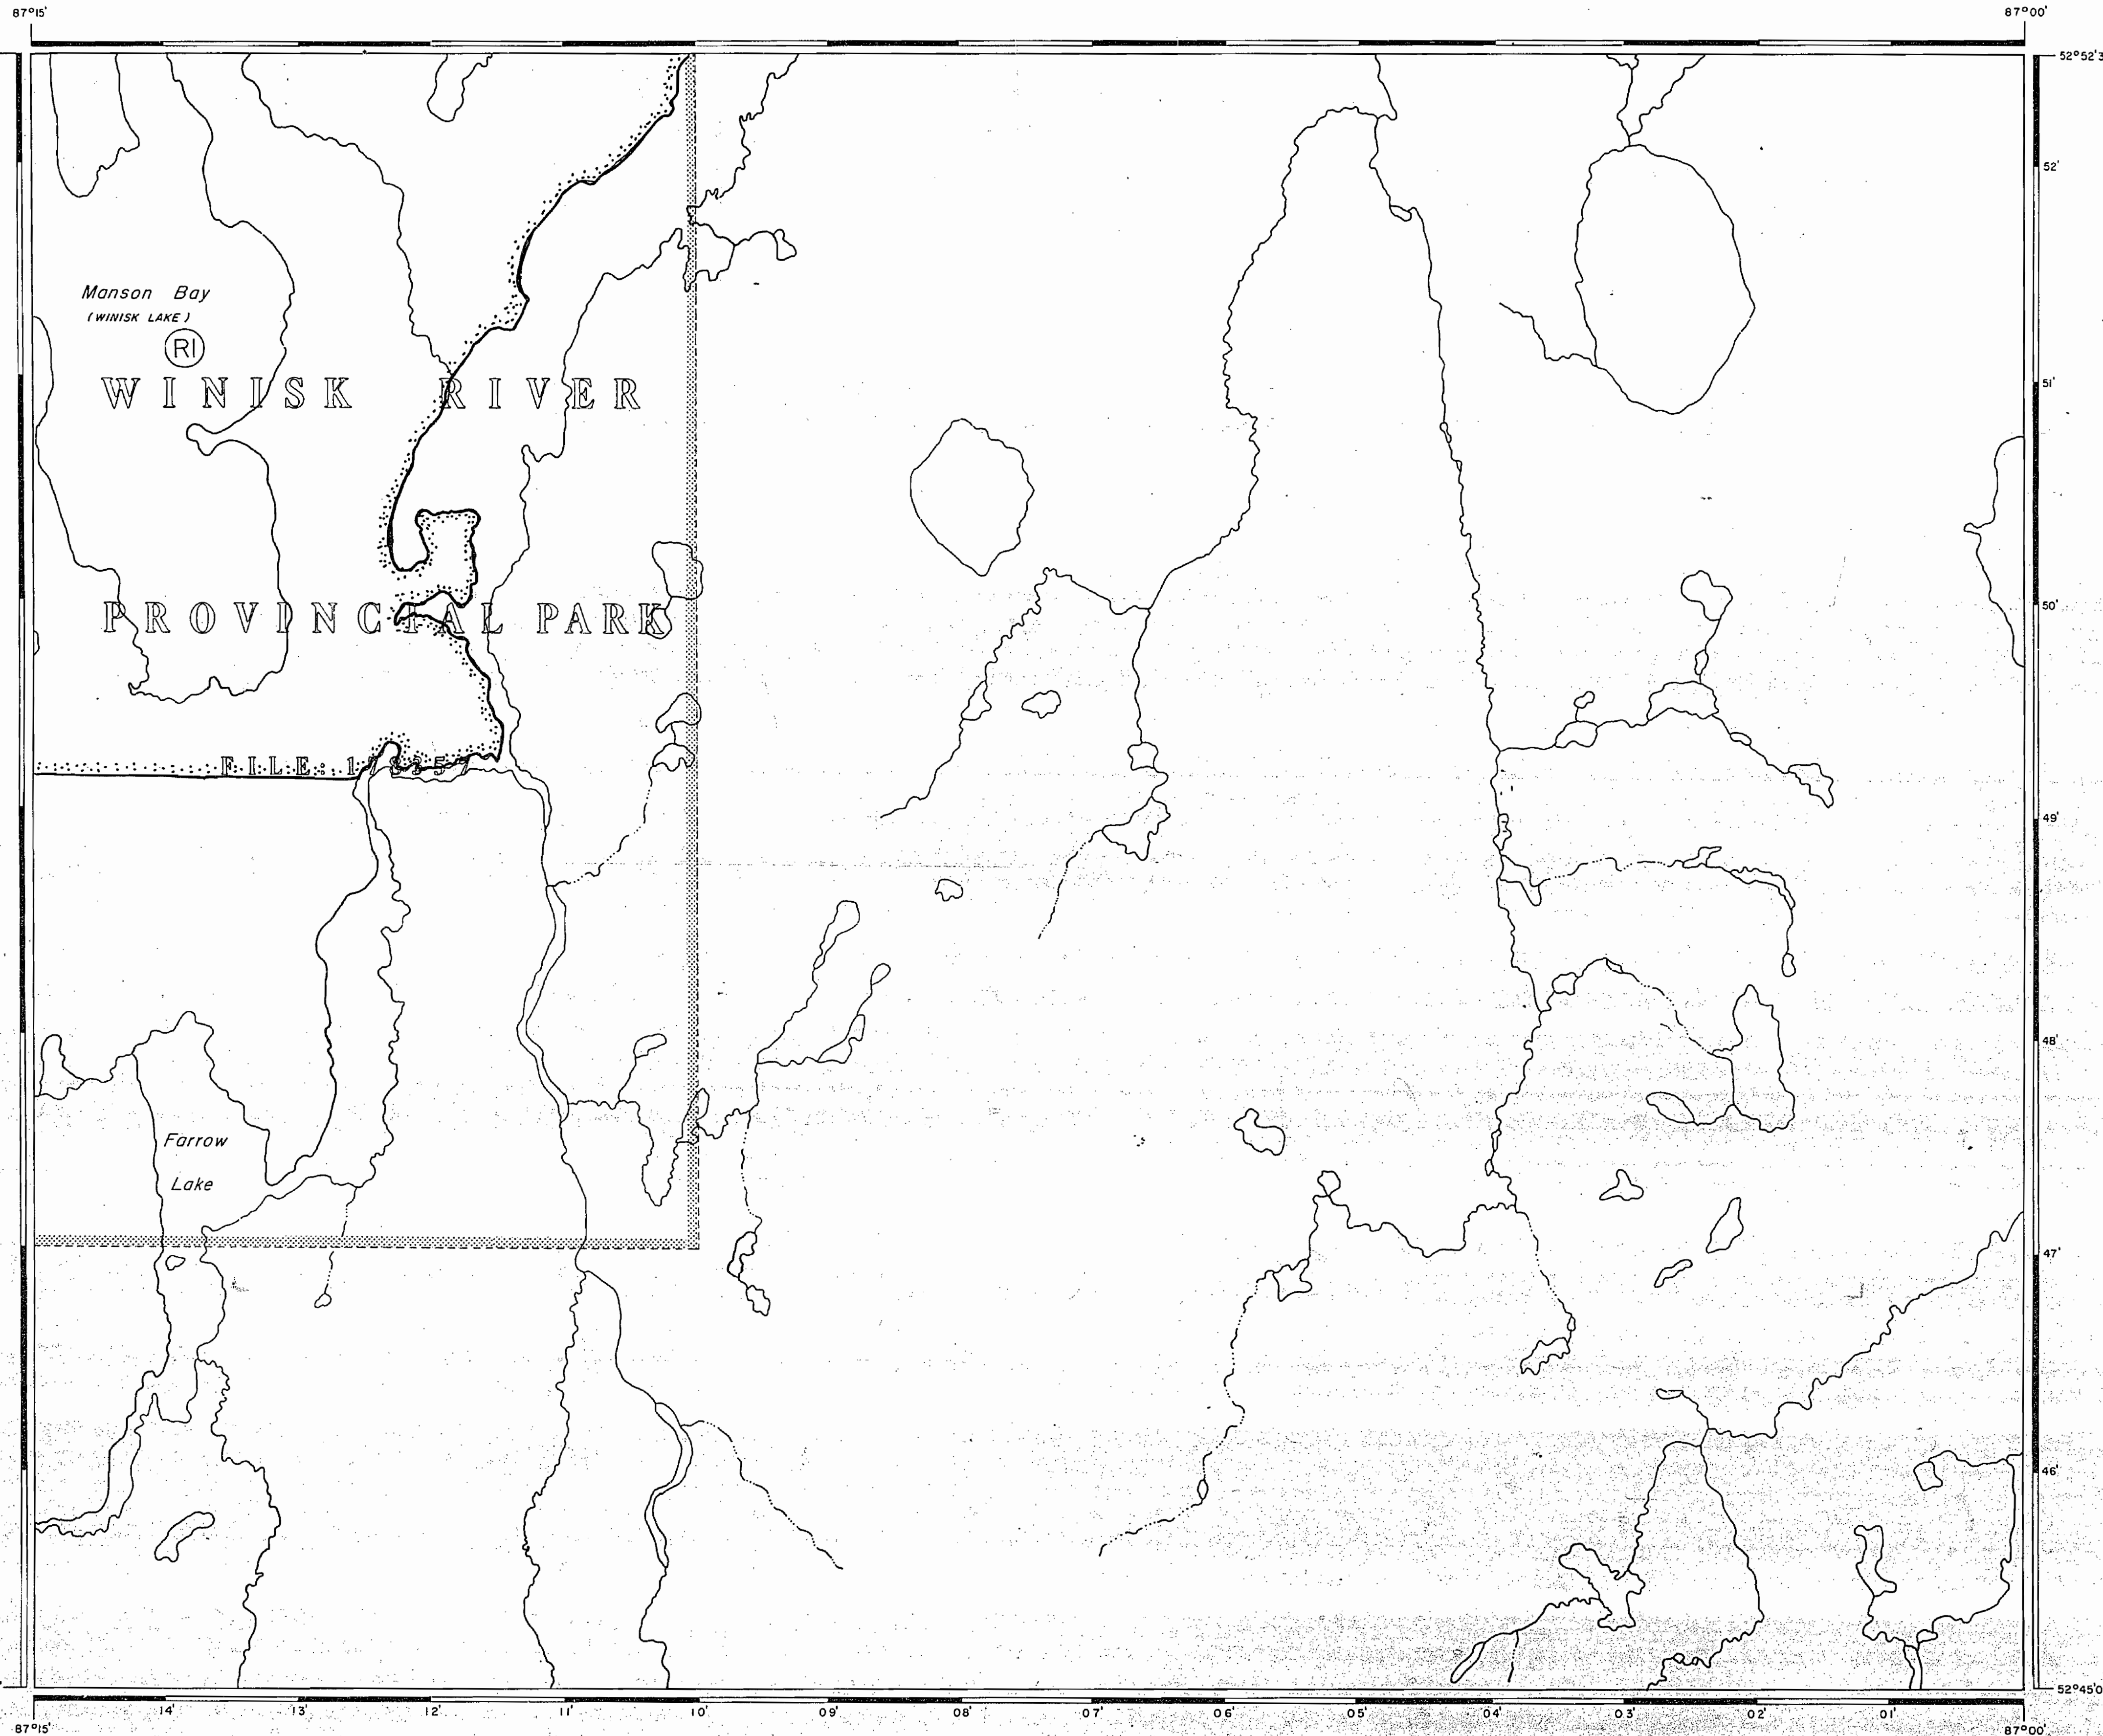 87°15'
87°00'
52°52'3
52'
Manson Bay
(WINISK LAKE)
R1
51'
WINISK RIVER
50'
PROVINCIAL PARK
FILE: 178357
49'
48'
Farrow
Lake
47'
46'
52°45'0
14' 13' 12' 11' 10' 09' 08' 07' 06' 05' 04' 03' 02' 01'
87°15'
87°00'